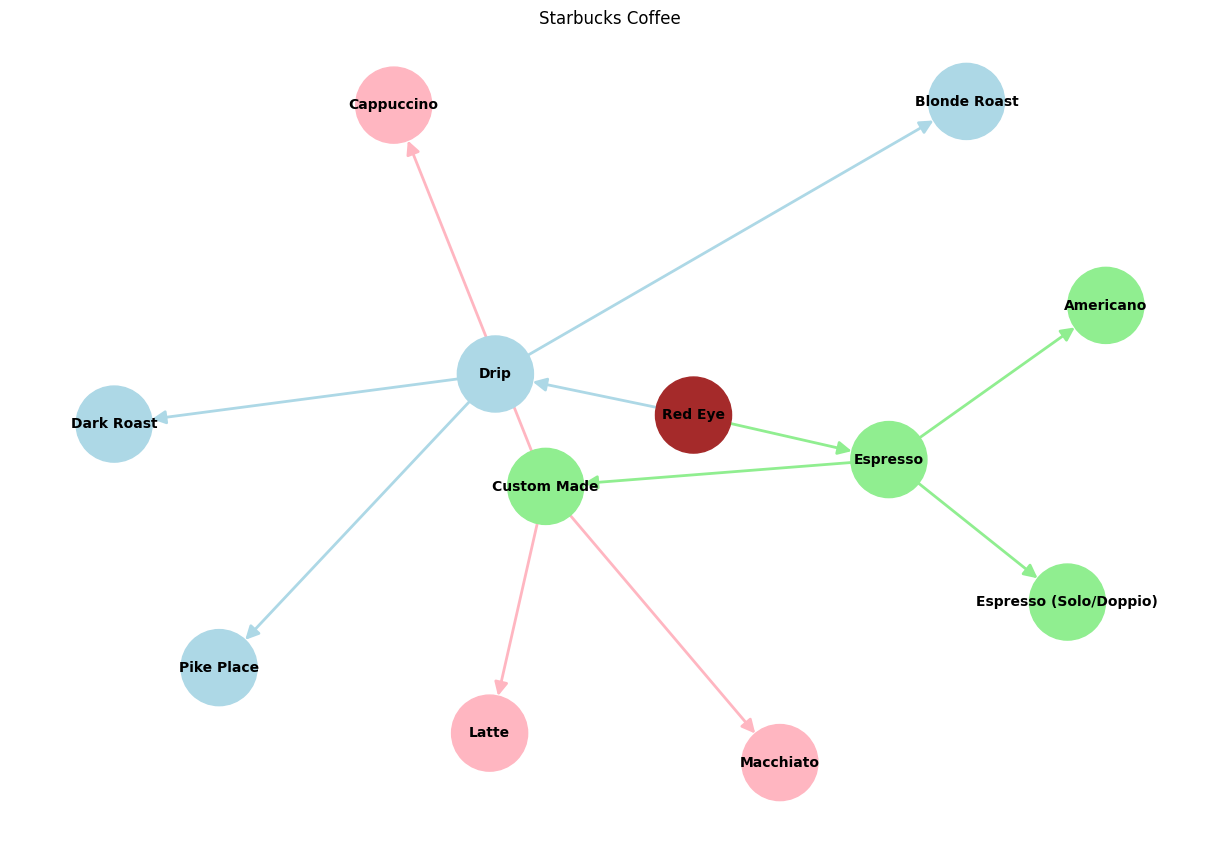 Starbucks Coffee
Cappuccino
Blonde Roast
Americano
Drip
Dark Roast
Red Eye
Espresso
Custom Made
Espresso (Solo/Doppio)
Pike Place
Latte
Macchiato